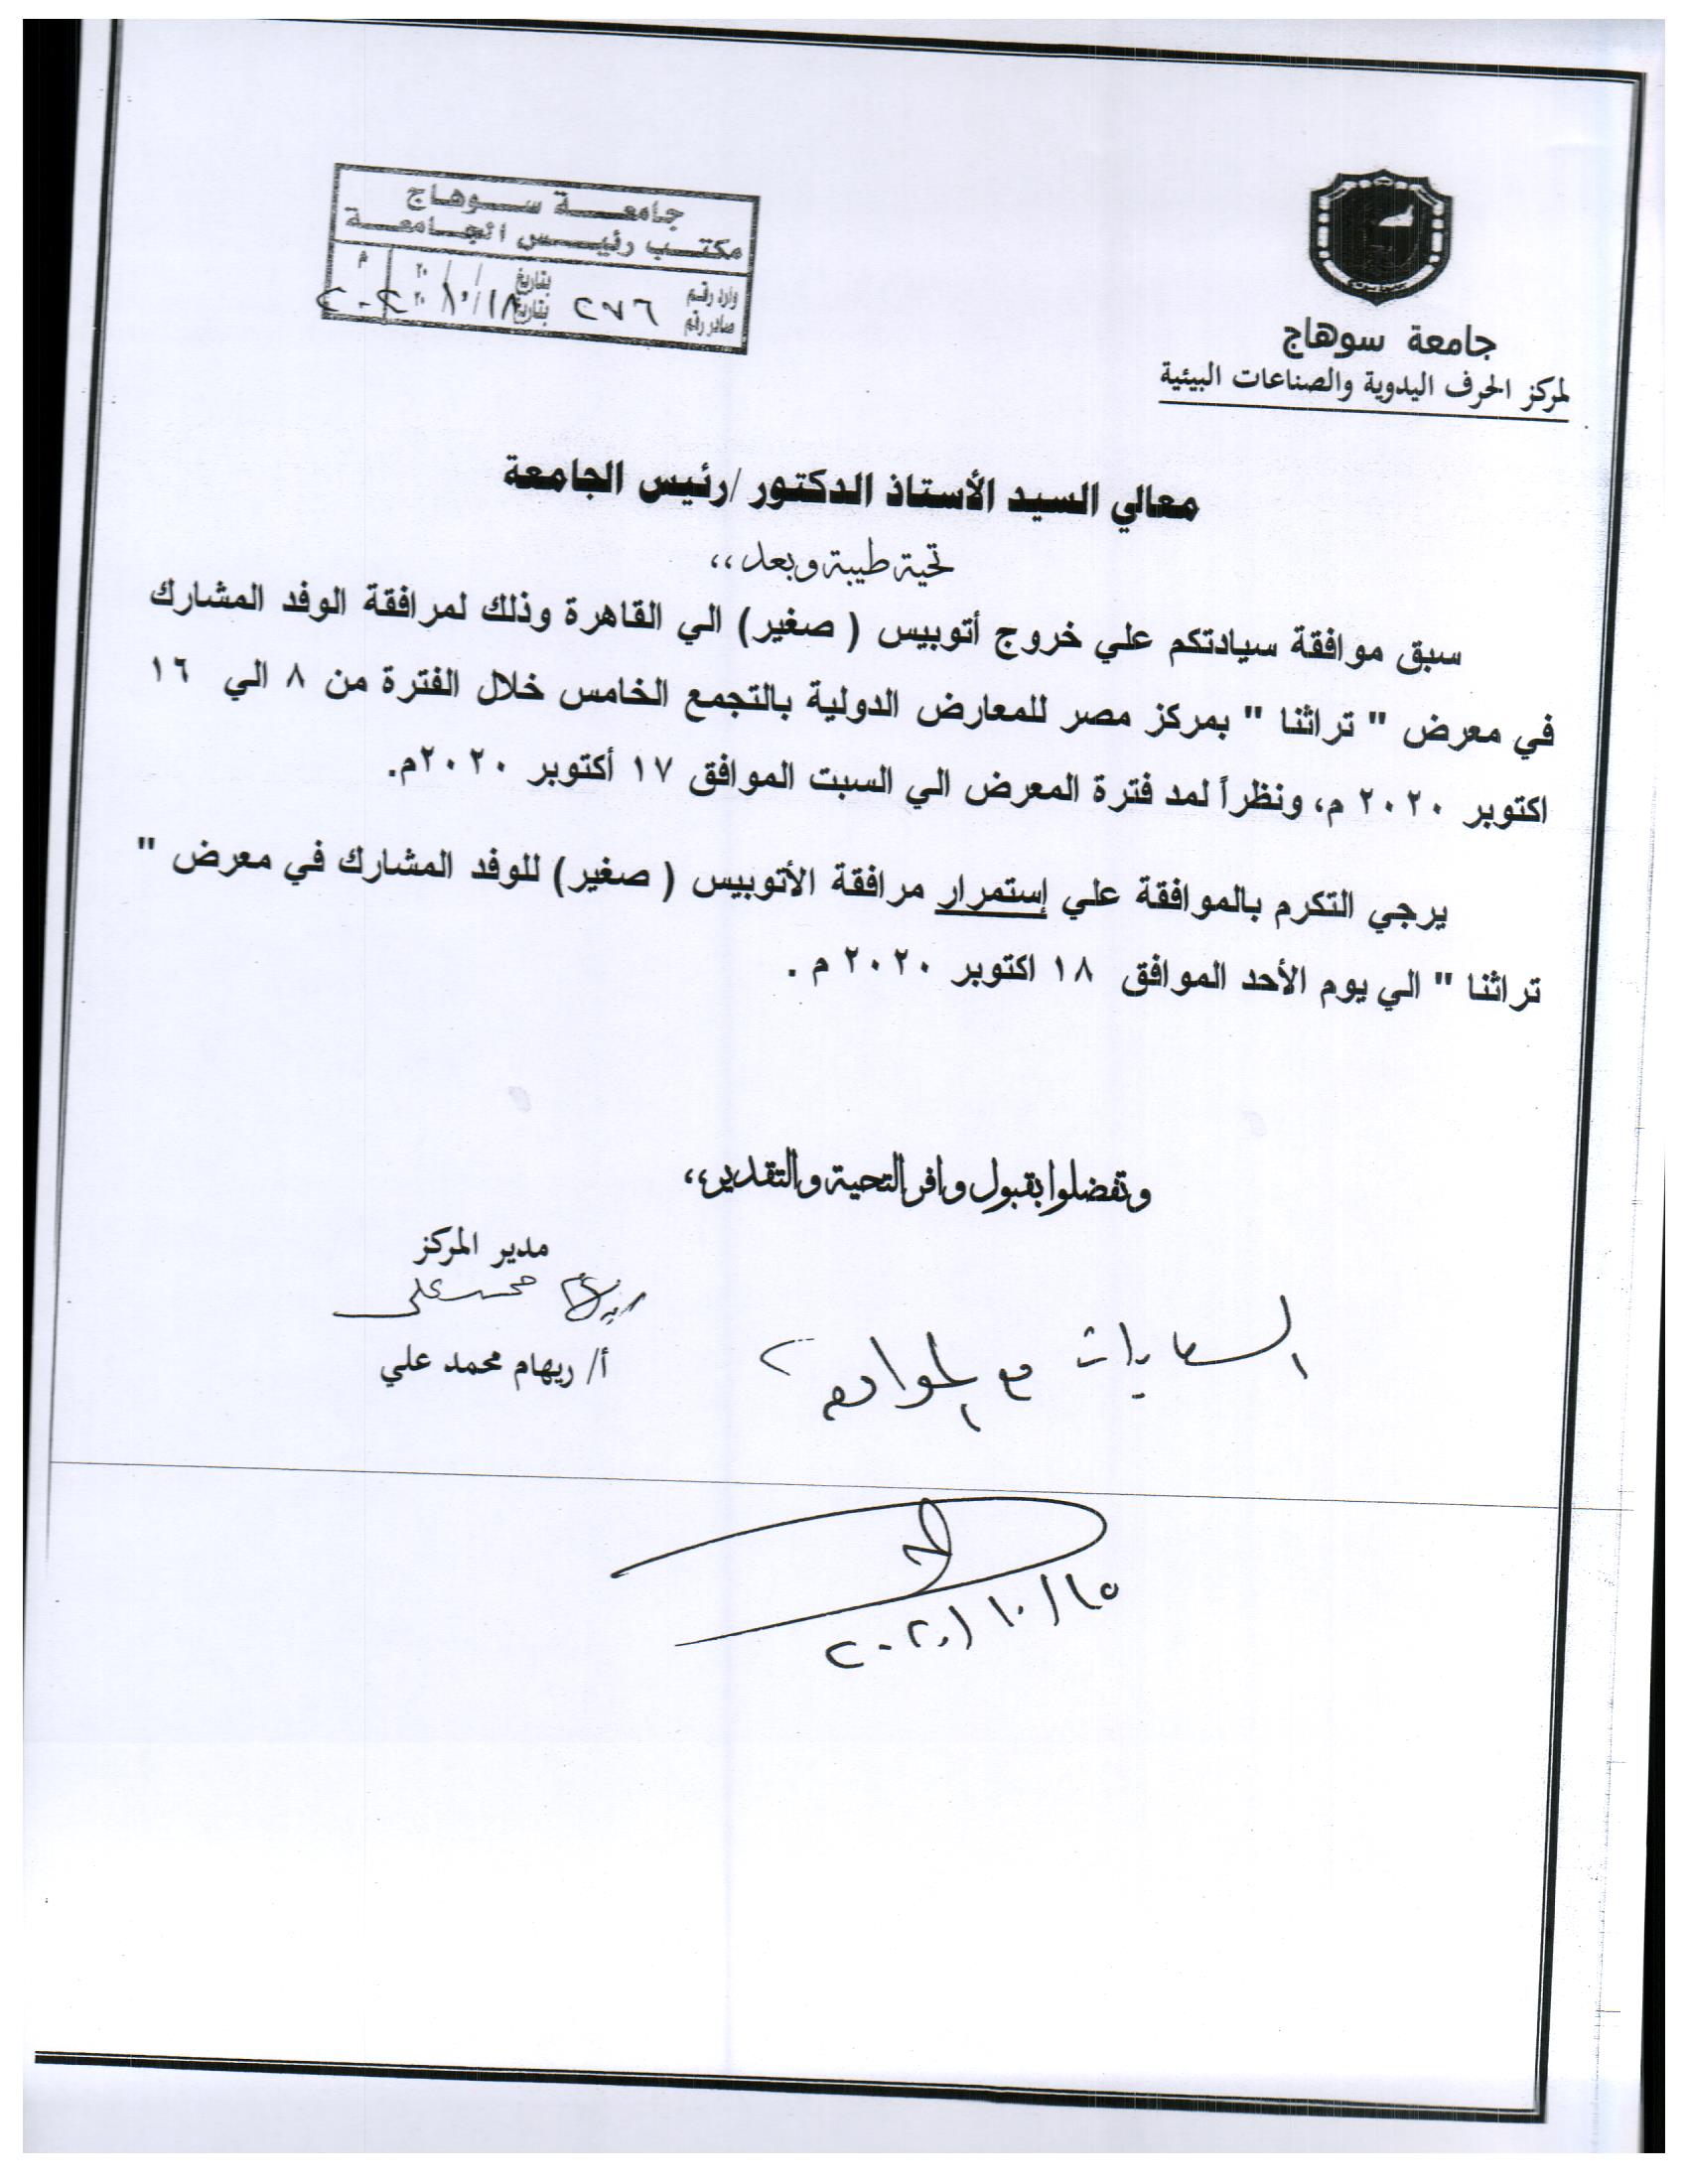 جامعة سوهاج
لمركز الحرف اليدوية والصناعات البيئية
جامعة سوهاج
مكتب رئيس الجامعة
وارد رقم بتاريخ / / ٢٠ م
صادر رقم ٢٧٦ بتاريخ ١٨/١٠/٢٠٢٠
معالي السيد الأستاذ الدكتور /رئيس الجامعة
تحية طيبة وبعد،،
سبق موافقة سيادتكم علي خروج أتوبيس ( صغير) الي القاهرة وذلك لمرافقة الوفد المشارك
في معرض " تراثنا " بمركز مصر للمعارض الدولية بالتجمع الخامس خلال الفترة من ٨ الي ١٦
اكتوبر ٢٠٢٠ م، ونظراً لمد فترة المعرض الي السبت الموافق ١٧ أكتوبر ٢٠٢٠م.
يرجي التكرم بالموافقة علي إستمرار مرافقة الأتوبيس ( صغير) للوفد المشارك في معرض "
تراثنا " الي يوم الأحد الموافق ١٨ اكتوبر ٢٠٢٠ م .
وتفضلوا بقبول وافر التحية والتقدير،،
مدير المركز
ريهام محمد علي
أ/ ريهام محمد علي
السيارات مع الموافقة
٢٠٢٠/١٠/١٥